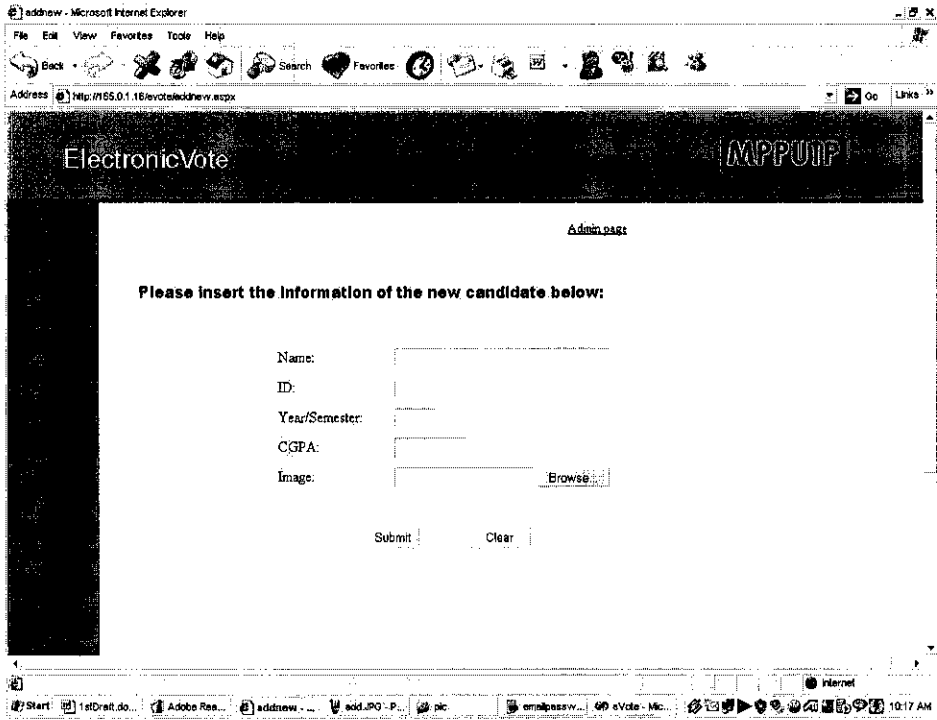 addnew - Microsoft Internet Explorer
File Edit View Favorites Tools Help
Back Search Favorites
Address http://165.0.1.16/evote/addnew.aspx Go Links »
ElectronicVote MPPUTP
Admin page
Please insert the information of the new candidate below:
Name:
ID:
Year/Semester:
CGPA:
Image: Browse...
Submit Clear
Internet
Start 1stDraft.do... Adobe Rea... addnew - ... add.JPG - P... pic emailpassw... eVote - Mic... 10:17 AM